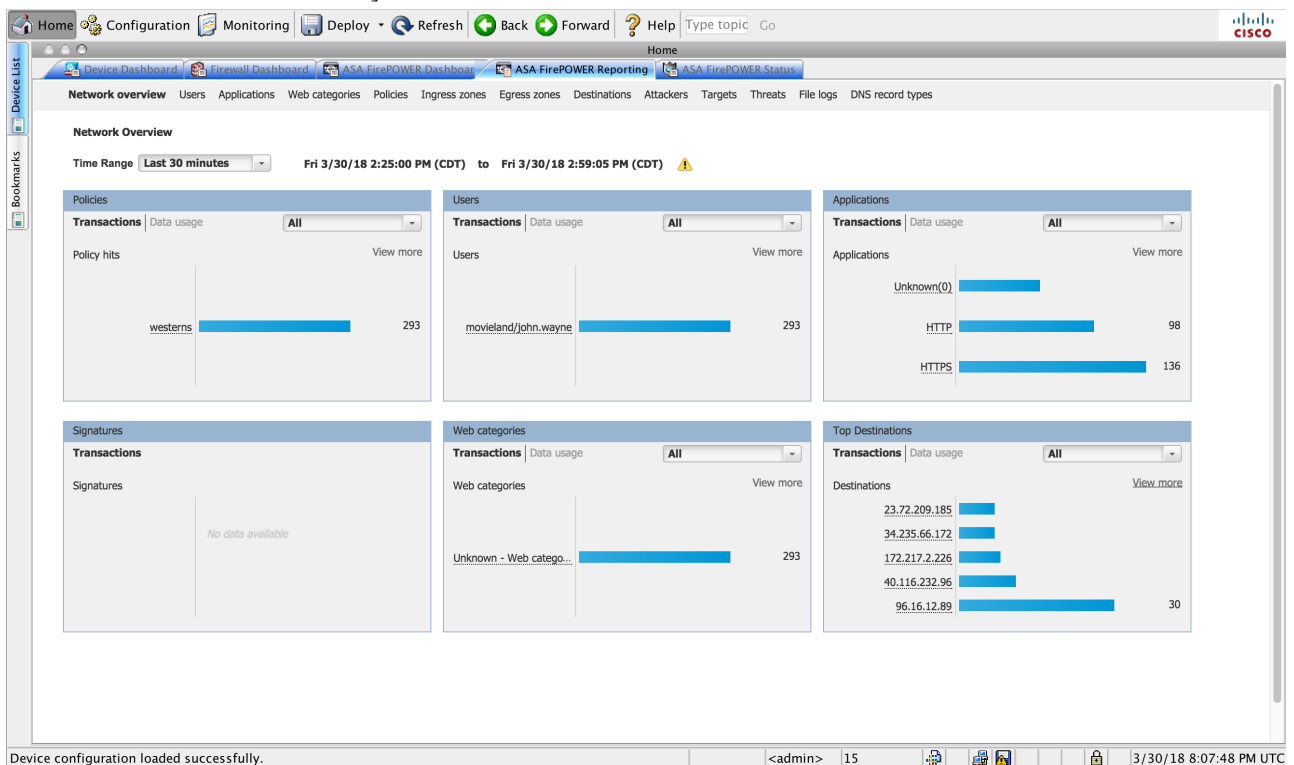 Home Configuration Monitoring Deploy Refresh Back Forward Help Type topic Go
CISCO
Home
Device List
Bookmarks
Device Dashboard Firewall Dashboard ASA FirePOWER Dashboar ASA FirePOWER Reporting ASA FirePOWER Status
Network overview Users Applications Web categories Policies Ingress zones Egress zones Destinations Attackers Targets Threats File logs DNS record types
Network Overview
Time Range Last 30 minutes Fri 3/30/18 2:25:00 PM (CDT) to Fri 3/30/18 2:59:05 PM (CDT)
Policies
Transactions Data usage All
Policy hits View more
westerns 293
Users
Transactions Data usage All
Users View more
movieland/john.wayne 293
Applications
Transactions Data usage All
Applications View more
Unknown(0)
HTTP 98
HTTPS 136
Signatures
Transactions
Signatures
No data available
Web categories
Transactions Data usage All
Web categories View more
Unknown - Web catego... 293
Top Destinations
Transactions Data usage All
Destinations View more
23.72.209.185
34.235.66.172
172.217.2.226
40.116.232.96
96.16.12.89 30
Device configuration loaded successfully. <admin> 15 3/30/18 8:07:48 PM UTC